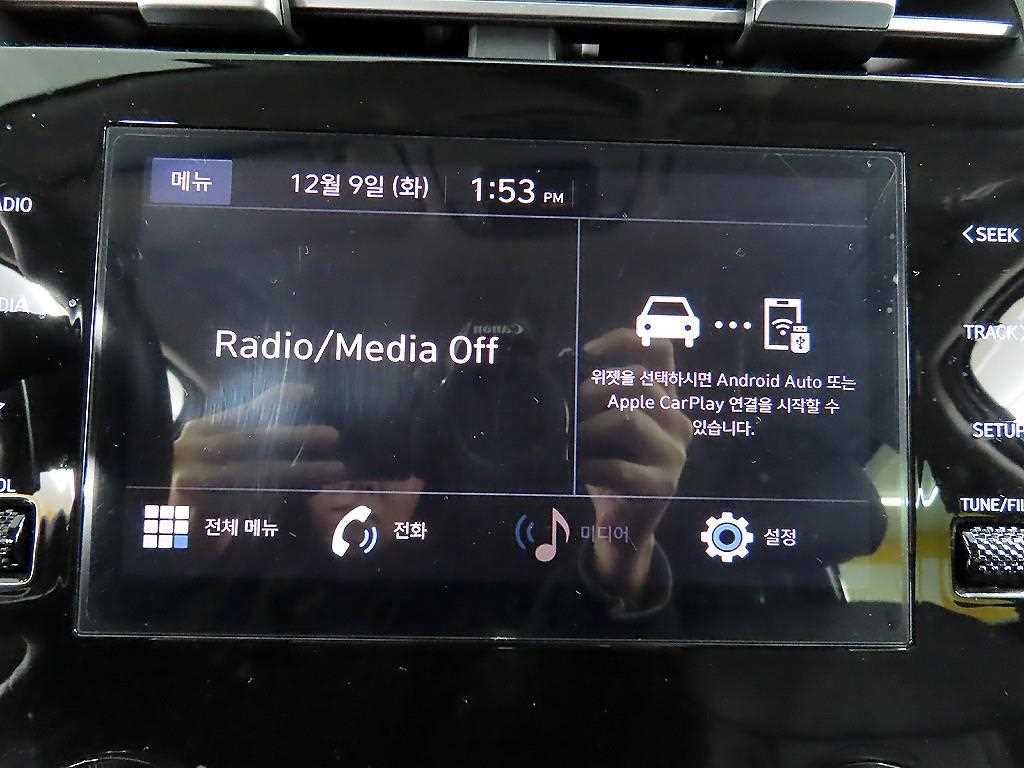 메뉴 12월 9일 (화) 1:53 PM
Radio/Media Off
위젯을 선택하시면 Android Auto 또는
Apple CarPlay 연결을 시작할 수
있습니다.
전체 메뉴 전화 미디어 설정
ADIO
DIA
OL
SEEK
TRACK
SETUP
TUNE/FIL
Canon